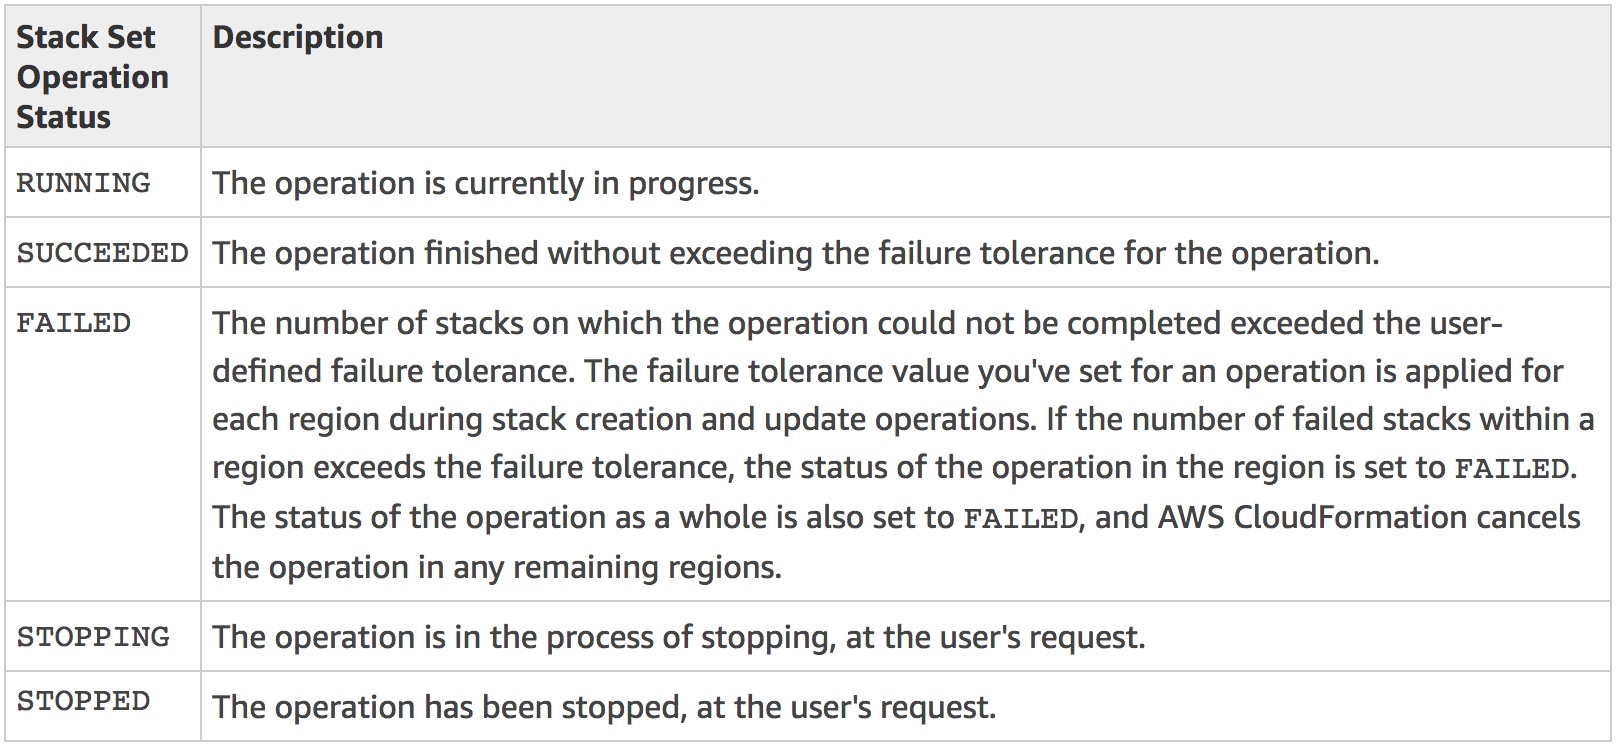 Stack Set
Operation
Status
Description
RUNNING
The operation is currently in progress.
SUCCEEDED
The operation finished without exceeding the failure tolerance for the operation.
FAILED
The number of stacks on which the operation could not be completed exceeded the user-
defined failure tolerance. The failure tolerance value you've set for an operation is applied for
each region during stack creation and update operations. If the number of failed stacks within a
region exceeds the failure tolerance, the status of the operation in the region is set to FAILED.
The status of the operation as a whole is also set to FAILED, and AWS CloudFormation cancels
the operation in any remaining regions.
STOPPING
The operation is in the process of stopping, at the user's request.
STOPPED
The operation has been stopped, at the user's request.